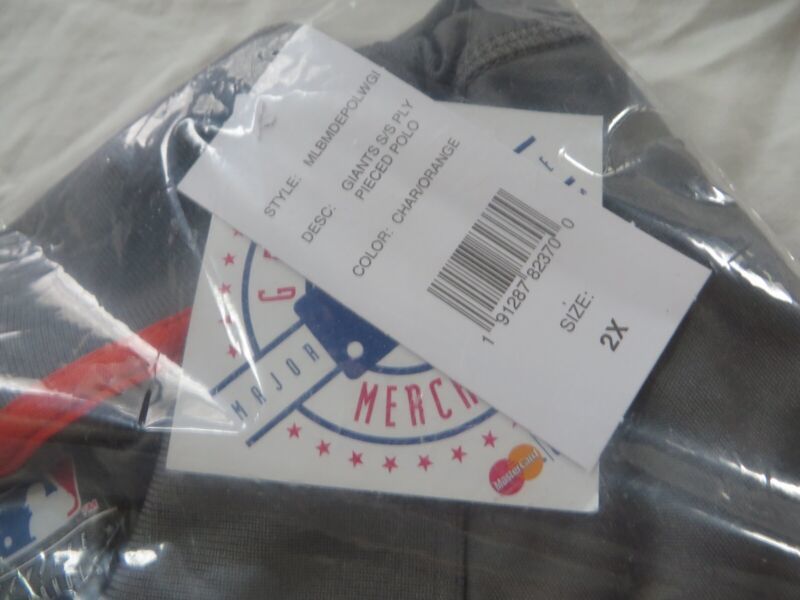 STYLE: MLBMDEPOLWGI
DESC: GIANTS S/S PLY
PIECED POLO
COLOR: CHAR/ORANGE
1 91287 82370 0
SIZE:
2X
MAJOR
MERCH
MasterCard